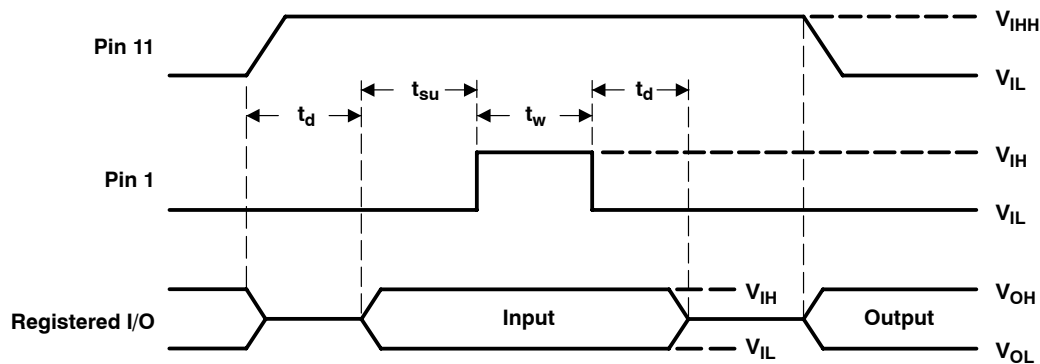 Pin 11
V_IHH
V_IL
t_d
t_su
t_w
t_d
Pin 1
V_IH
V_IL
Registered I/O
Input
V_IH
V_IL
Output
V_OH
V_OL